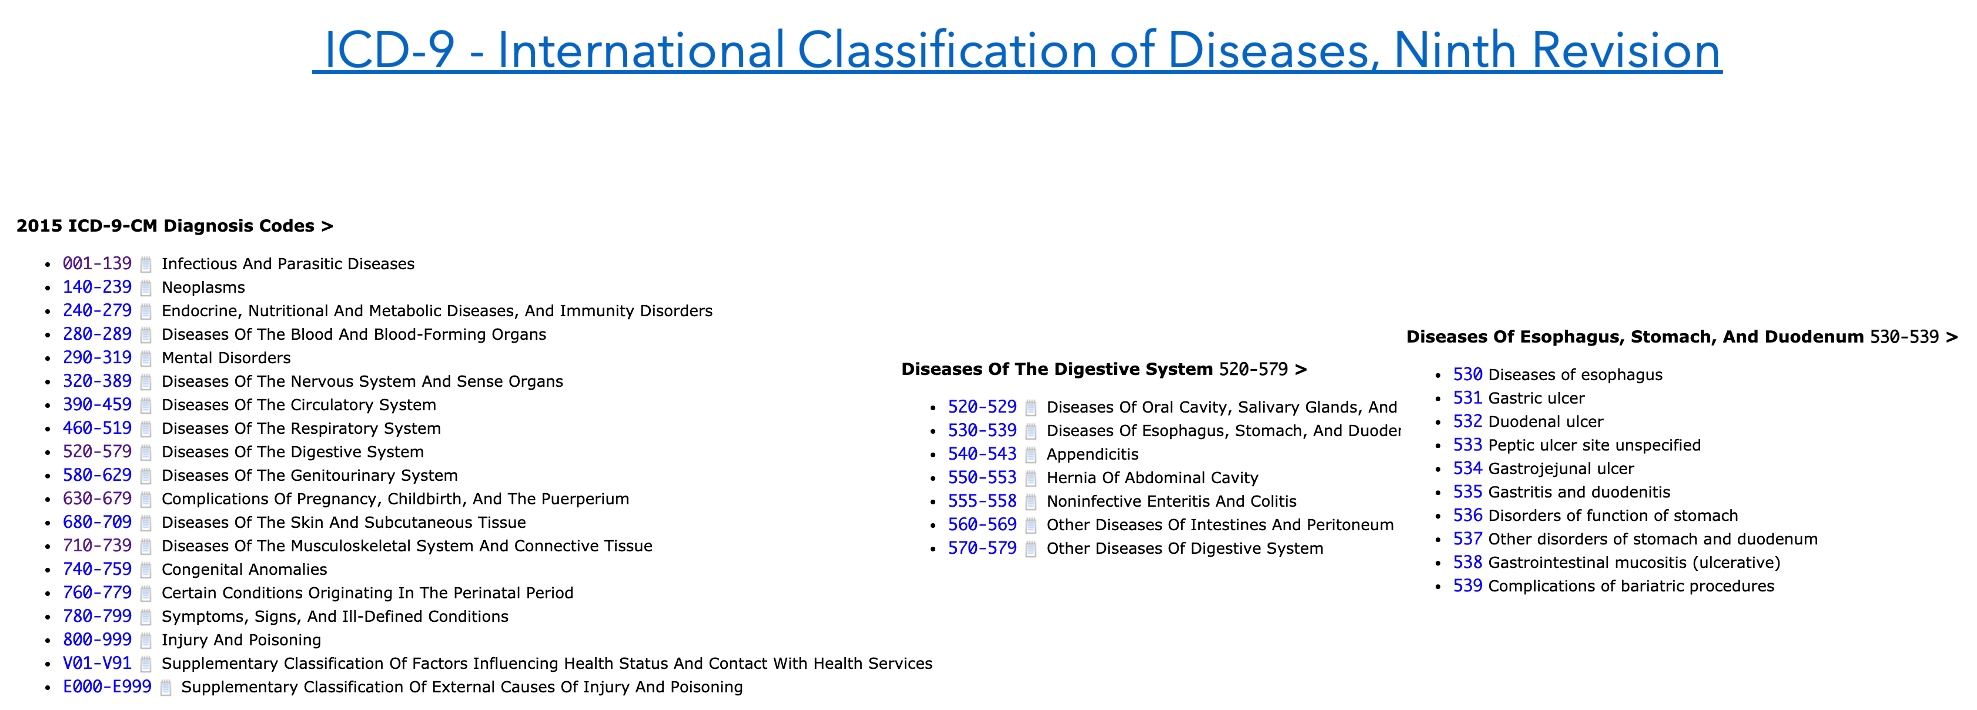 ICD-9 - International Classification of Diseases, Ninth Revision
2015 ICD-9-CM Diagnosis Codes >
001-139 Infectious And Parasitic Diseases
140-239 Neoplasms
240-279 Endocrine, Nutritional And Metabolic Diseases, And Immunity Disorders
280-289 Diseases Of The Blood And Blood-Forming Organs
290-319 Mental Disorders
320-389 Diseases Of The Nervous System And Sense Organs
390-459 Diseases Of The Circulatory System
460-519 Diseases Of The Respiratory System
520-579 Diseases Of The Digestive System
580-629 Diseases Of The Genitourinary System
630-679 Complications Of Pregnancy, Childbirth, And The Puerperium
680-709 Diseases Of The Skin And Subcutaneous Tissue
710-739 Diseases Of The Musculoskeletal System And Connective Tissue
740-759 Congenital Anomalies
760-779 Certain Conditions Originating In The Perinatal Period
780-799 Symptoms, Signs, And Ill-Defined Conditions
800-999 Injury And Poisoning
V01-V91 Supplementary Classification Of Factors Influencing Health Status And Contact With Health Services
E000-E999 Supplementary Classification Of External Causes Of Injury And Poisoning
Diseases Of The Digestive System 520-579 >
520-529 Diseases Of Oral Cavity, Salivary Glands, And
530-539 Diseases Of Esophagus, Stomach, And
540-543 Appendicitis
550-553 Hernia Of Abdominal Cavity
555-558 Noninfective Enteritis And Colitis
560-569 Other Diseases Of Intestines And Peritoneum
570-579 Other Diseases Of Digestive System
Diseases Of Esophagus, Stomach, And Duodenum 530-539 >
530 Diseases of esophagus
531 Gastric ulcer
532 Duodenal ulcer
533 Peptic ulcer site unspecified
534 Gastrojejunal ulcer
535 Gastritis and duodenitis
536 Disorders of function of stomach
537 Other disorders of stomach and duodenum
538 Gastrointestinal mucositis (ulcerative)
539 Complications of bariatric procedures